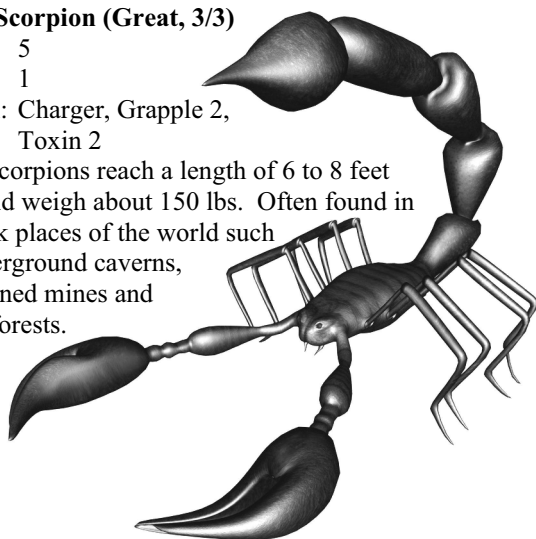 Scorpion (Great, 3/3)
5
1
: Charger, Grapple 2,
Toxin 2
corpions reach a length of 6 to 8 feet
d weigh about 150 lbs. Often found in
k places of the world such
erground caverns,
ned mines and
forests.